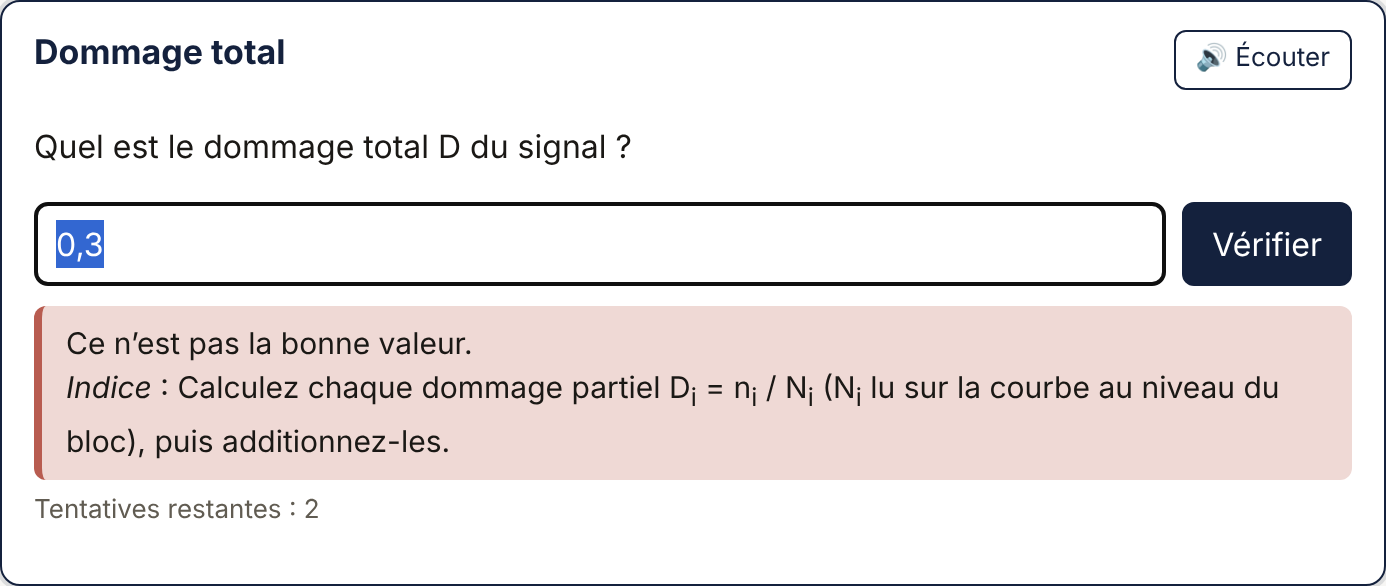 Dommage total
🔊 Écouter
Quel est le dommage total D du signal ?
0,3
Vérifier
Ce n’est pas la bonne valeur.
Indice : Calculez chaque dommage partiel Dᵢ = nᵢ / Nᵢ (Nᵢ lu sur la courbe au niveau du
bloc), puis additionnez-les.
Tentatives restantes : 2